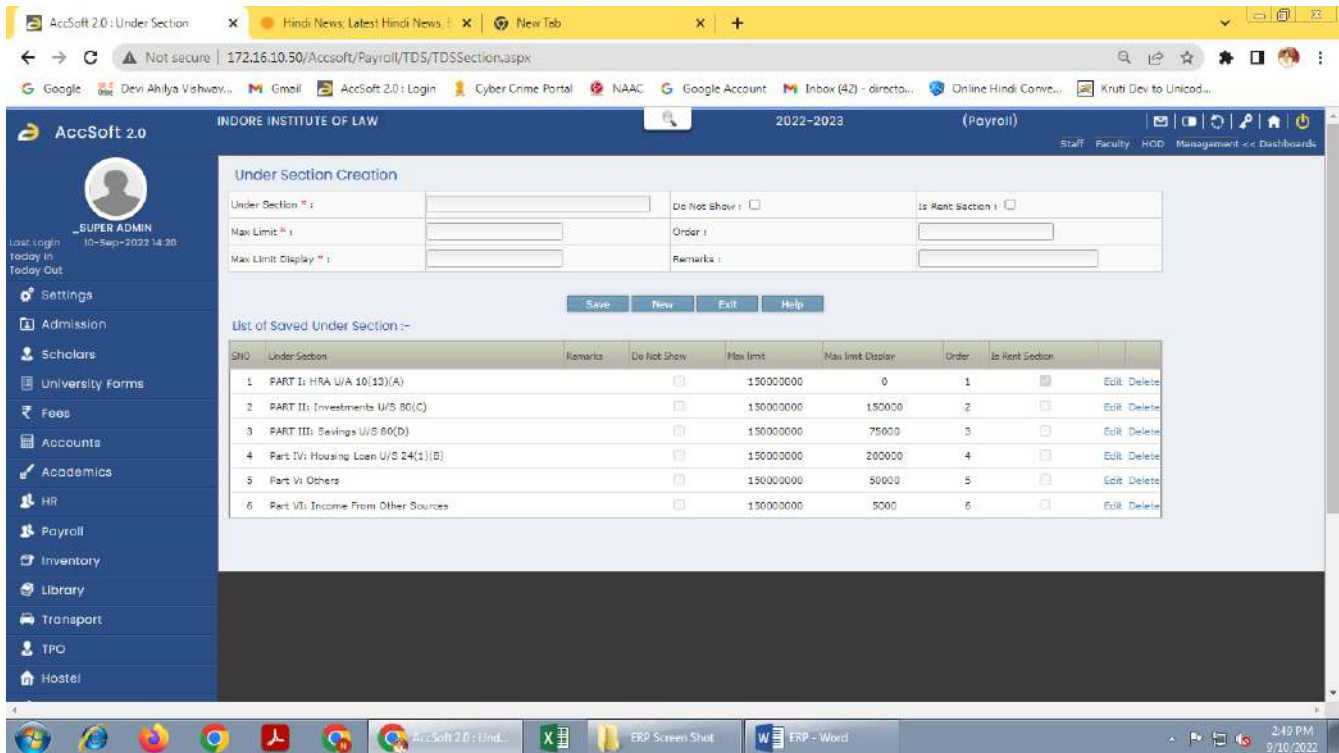 AccSoft 2.0 : Under Section
Hindi News; Latest Hindi News,
New Tab
Not secure | 172.16.10.50/Accsoft/Payroll/TDS/TDSSection.aspx
Google Devi Ahilya Vishwav... Gmail AccSoft 2.0 : Login Cyber Crime Portal NAAC Google Account Inbox (42) - directo... Online Hindi Conve... Kruti Dev to Unicod...
AccSoft 2.0 INDORE INSTITUTE OF LAW 2022-2023 (Payroll)
Staff Faculty HOD Management << Dashboards
_SUPER ADMIN
Last Login 10-Sep-2022 14:20
Today In
Today Out
Settings
Admission
Scholars
University Forms
Fees
Accounts
Academics
HR
Payroll
Inventory
Library
Transport
TPO
Hostel
Under Section Creation
Under Section * : Do Not Show : Is Rent Section :
Max Limit * : Order :
Max Limit Display * : Remarks :
Save New Exit Help
List of Saved Under Section :-
SNO Under Section Remarks Do Not Show Max limit Max limit Display Order Is Rent Section
1 PART I: HRA U/A 10(13)(A) 150000000 0 1 Edit Delete
2 PART II: Investments U/S 80(C) 150000000 150000 2 Edit Delete
3 PART III: Savings U/S 80(D) 150000000 75000 3 Edit Delete
4 Part IV: Housing Loan U/S 24(1)(B) 150000000 200000 4 Edit Delete
5 Part V: Others 150000000 50000 5 Edit Delete
6 Part VI: Income From Other Sources 150000000 5000 6 Edit Delete
AccSoft 2.0 : Und... ERP Screen Shot ERP - Word
2:49 PM
9/10/2022